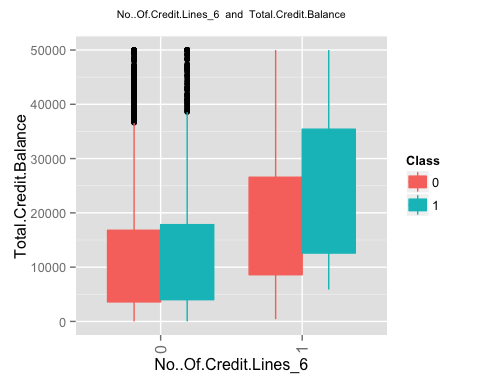 No..Of.Credit.Lines_6 and Total.Credit.Balance
Total.Credit.Balance
50000
40000
30000
20000
10000
0
0
1
No..Of.Credit.Lines_6
Class
0
1